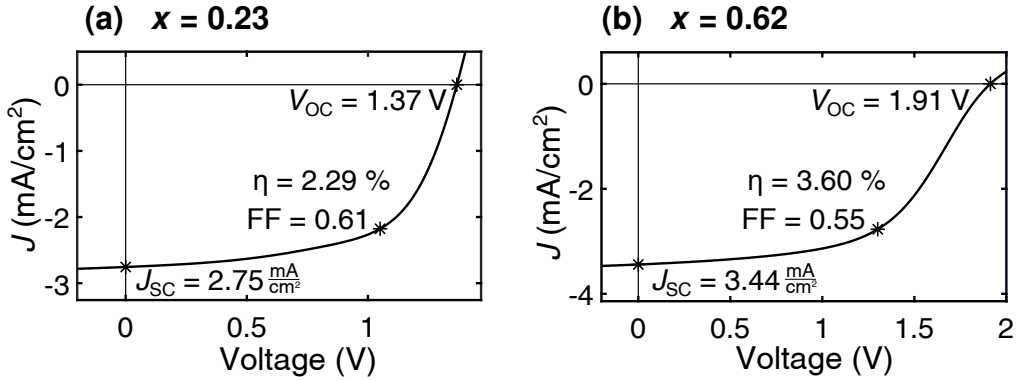 (a) x = 0.23
0
-1
-2
-3
J (mA/cm²)
V_OC = 1.37 V
η = 2.29 %
FF = 0.61
J_SC = 2.75 mA/cm²
0 0.5 1
Voltage (V)
(b) x = 0.62
0
-2
-4
J (mA/cm²)
V_OC = 1.91 V
η = 3.60 %
FF = 0.55
J_SC = 3.44 mA/cm²
0 0.5 1 1.5 2
Voltage (V)